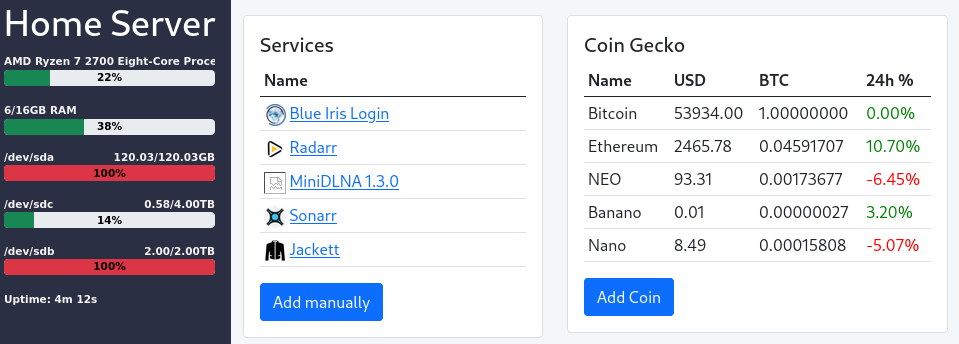 Home Server
AMD Ryzen 7 2700 Eight-Core Proce
22%
6/16GB RAM
38%
/dev/sda 120.03/120.03GB
100%
/dev/sdc 0.58/4.00TB
14%
/dev/sdb 2.00/2.00TB
100%
Uptime: 4m 12s
Services
Name
Blue Iris Login
Radarr
MiniDLNA 1.3.0
Sonarr
Jackett
Add manually
Coin Gecko
Name USD BTC 24h %
Bitcoin 53934.00 1.00000000 0.00%
Ethereum 2465.78 0.04591707 10.70%
NEO 93.31 0.00173677 -6.45%
Banano 0.01 0.00000027 3.20%
Nano 8.49 0.00015808 -5.07%
Add Coin